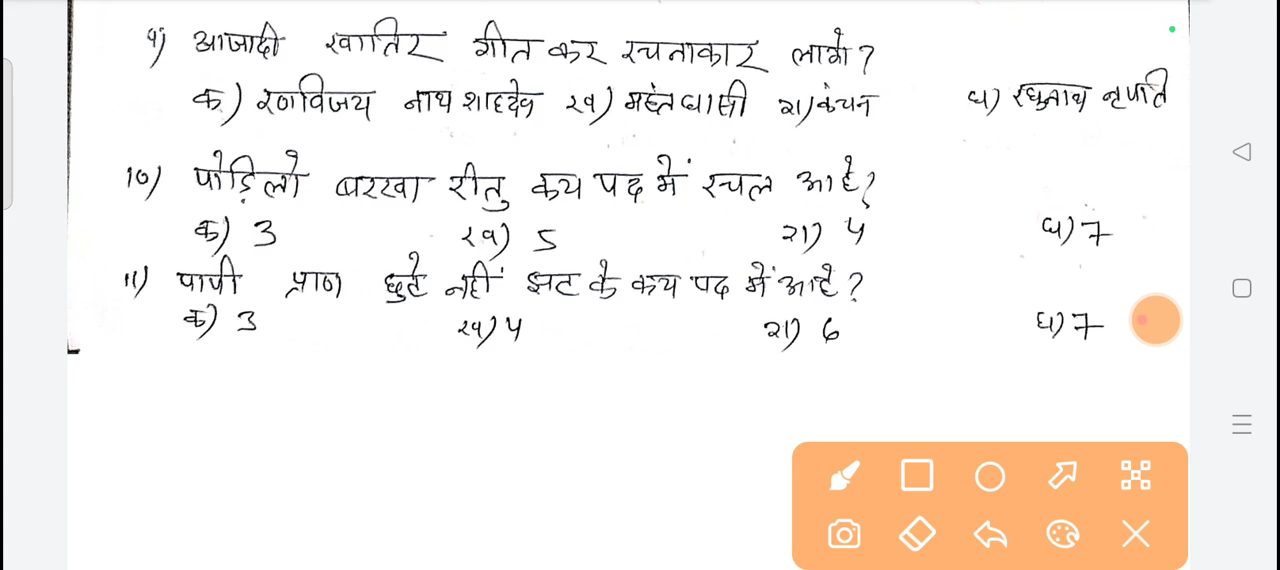 9) आजादी खातिर गीत कर रचनाकार लागे?
क) रणविजय नाथ शाहदेव ख) महंत घासी ग) कंचन घ) रघुनाथ नृपति
10) पोड़िलो बरखा रीतु कय पद में रचल आहे?
क) 3 ख) 5 ग) 4 घ) 7
11) पापी प्राण छुटे नहीं झट के कय पद में आहे?
क) 3 ख) 4 ग) 6 घ) 7